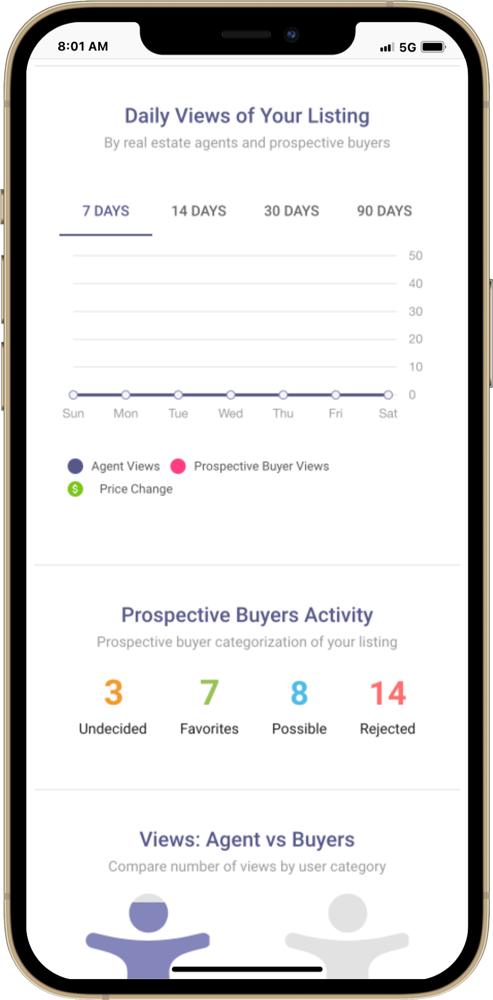 8:01 AM 5G
Daily Views of Your Listing
By real estate agents and prospective buyers
7 DAYS 14 DAYS 30 DAYS 90 DAYS
50
40
30
20
10
0
Sun Mon Tue Wed Thu Fri Sat
Agent Views Prospective Buyer Views
$ Price Change
Prospective Buyers Activity
Prospective buyer categorization of your listing
3 7 8 14
Undecided Favorites Possible Rejected
Views: Agent vs Buyers
Compare number of views by user category